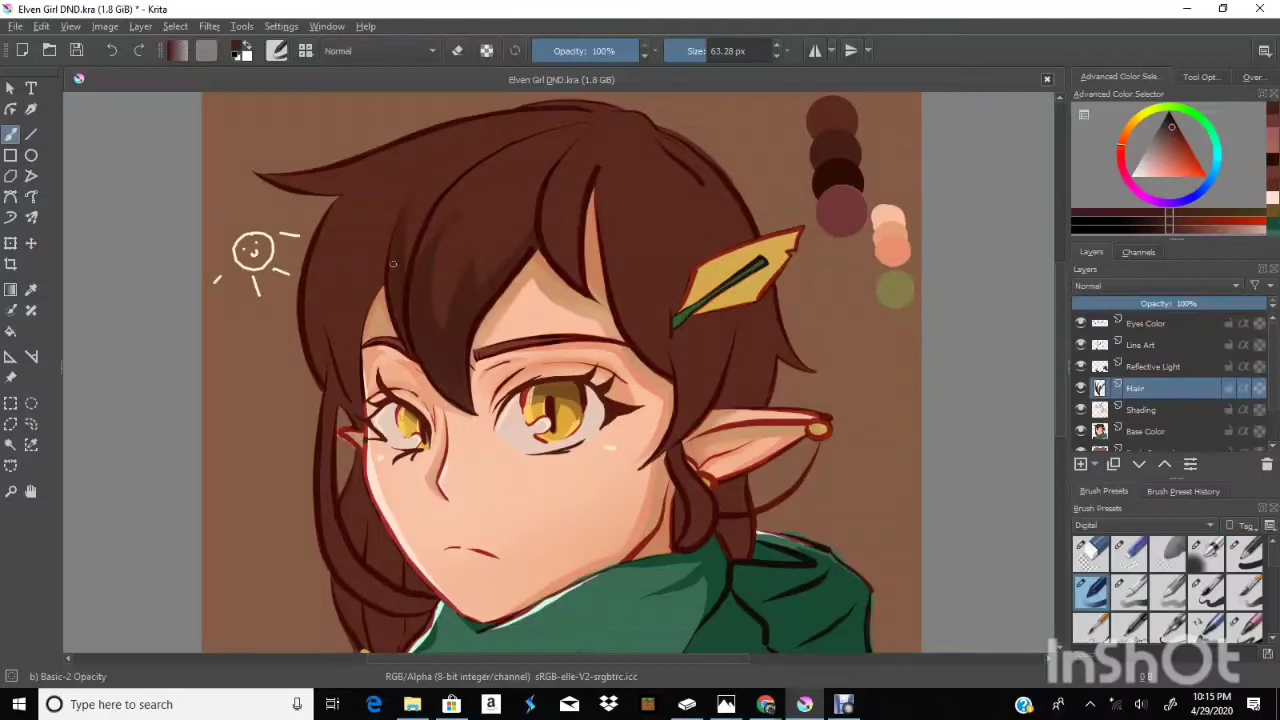 Elven Girl DND.kra (1.8 GiB) * - Krita
File Edit View Image Layer Select Filter Tools Settings Window Help
Normal Opacity: 100% Size: 63.28 px
Elven Girl DND.kra (1.8 GiB)
Advanced Color Sele... Tool Opt... Over...
Advanced Color Selector
Layers Channels
Layers
Normal
Opacity: 100%
Eyes Color
Line Art
Reflective Light
Hair
Shading
Base Color
Brush Presets Brush Preset History
Brush Presets
Digital Tag
b) Basic-2 Opacity RGB/Alpha (8-bit integer/channel) sRGB-elle-V2-srgbtrc.icc
InShOt
Type here to search
10:15 PM
4/29/2020